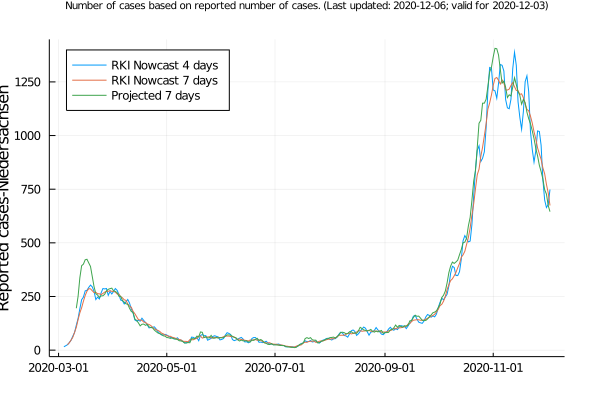 Number of cases based on reported number of cases. (Last updated: 2020-12-06; valid for 2020-12-03)
RKI Nowcast 4 days
RKI Nowcast 7 days
Projected 7 days
Reported cases-Niedersachsen
1250
1000
750
500
250
0
2020-03-01 2020-05-01 2020-07-01 2020-09-01 2020-11-01